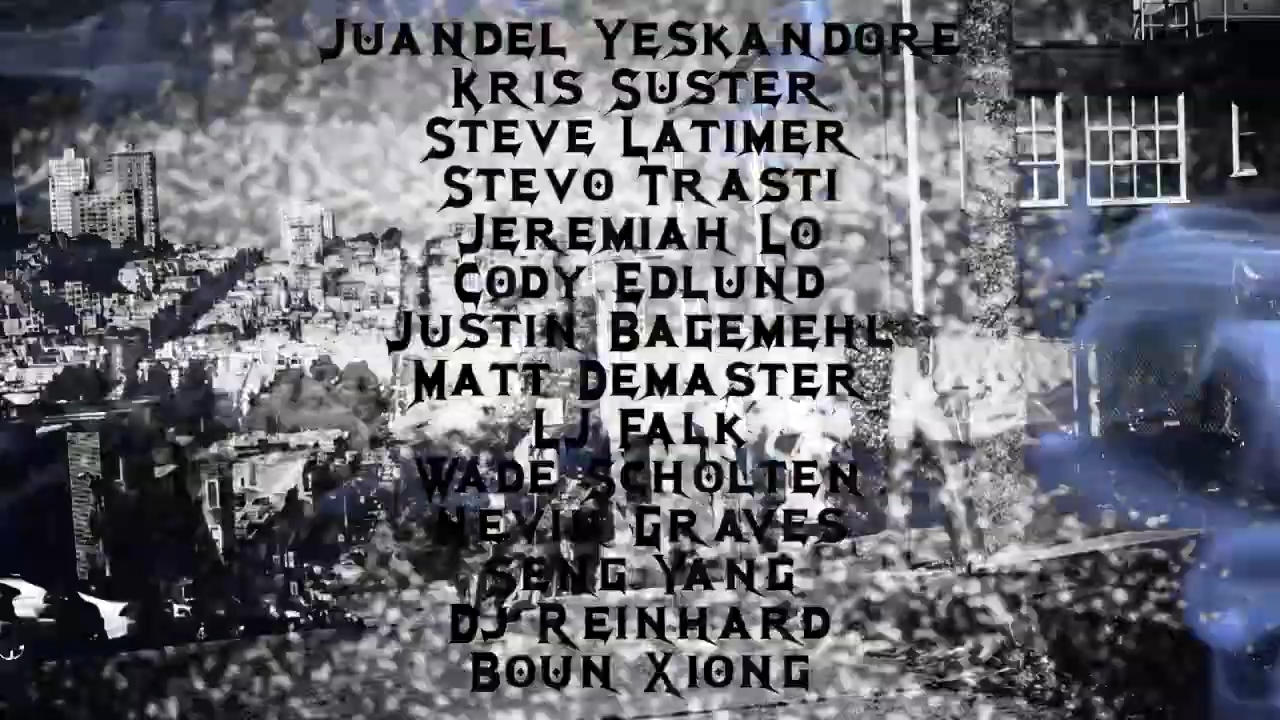 Juandel Yeskandore
Kris Suster
Steve Latimer
Stevo Trasti
Jeremiah Lo
Cody Edlund
Justin Bagemehl
Matt Demaster
LJ Falk
Wade Scholten
Nevin Graves
Seng Yang
DJ Reinhard
Boun Xiong